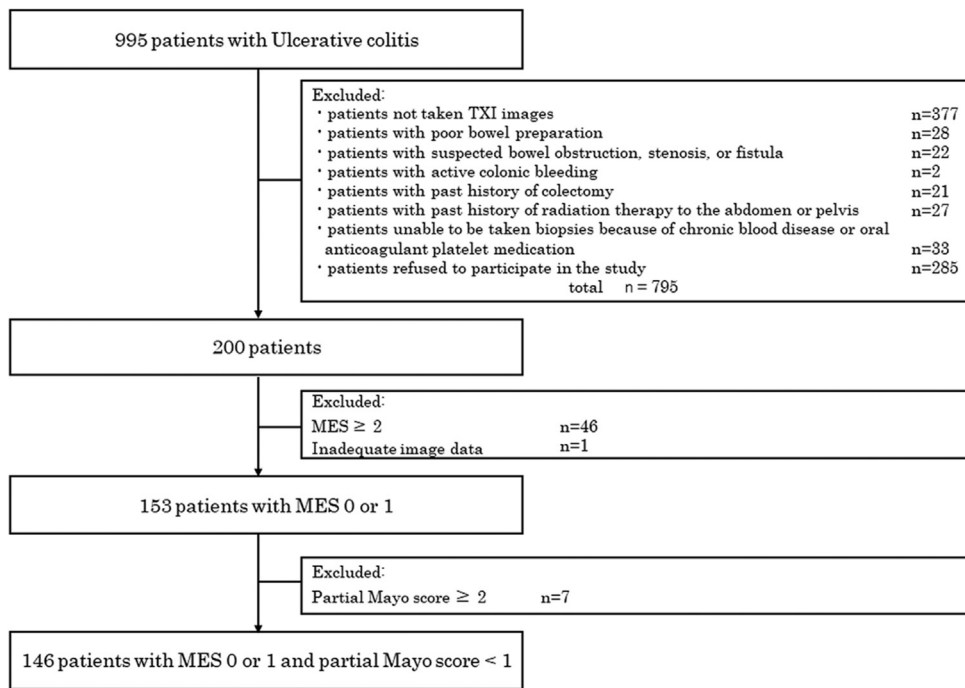 995 patients with Ulcerative colitis
Excluded:
・patients not taken TXI images n=377
・patients with poor bowel preparation n=28
・patients with suspected bowel obstruction, stenosis, or fistula n=22
・patients with active colonic bleeding n=2
・patients with past history of colectomy n=21
・patients with past history of radiation therapy to the abdomen or pelvis n=27
・patients unable to be taken biopsies because of chronic blood disease or oral
anticoagulant platelet medication n=33
・patients refused to participate in the study n=285
total n = 795
200 patients
Excluded:
MES ≥ 2 n=46
Inadequate image data n=1
153 patients with MES 0 or 1
Excluded:
Partial Mayo score ≥ 2 n=7
146 patients with MES 0 or 1 and partial Mayo score < 1